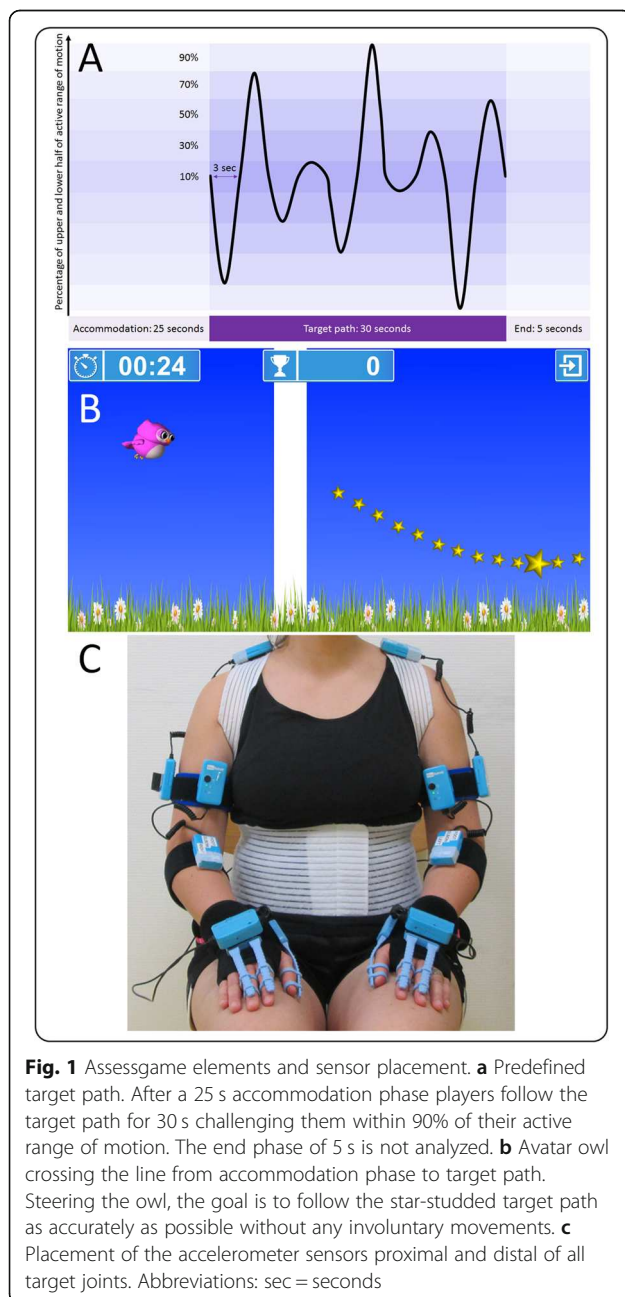 A
Percentage of upper and lower half of active range of motion
90%
70%
50%
30%
10%
3 sec
Accommodation: 25 seconds
Target path: 30 seconds
End: 5 seconds
00:24
0
B
C
Fig. 1 Assessgame elements and sensor placement. a Predefined
target path. After a 25 s accommodation phase players follow the
target path for 30 s challenging them within 90% of their active
range of motion. The end phase of 5 s is not analyzed. b Avatar owl
crossing the line from accommodation phase to target path.
Steering the owl, the goal is to follow the star-studded target path
as accurately as possible without any involuntary movements. c
Placement of the accelerometer sensors proximal and distal of all
target joints. Abbreviations: sec = seconds